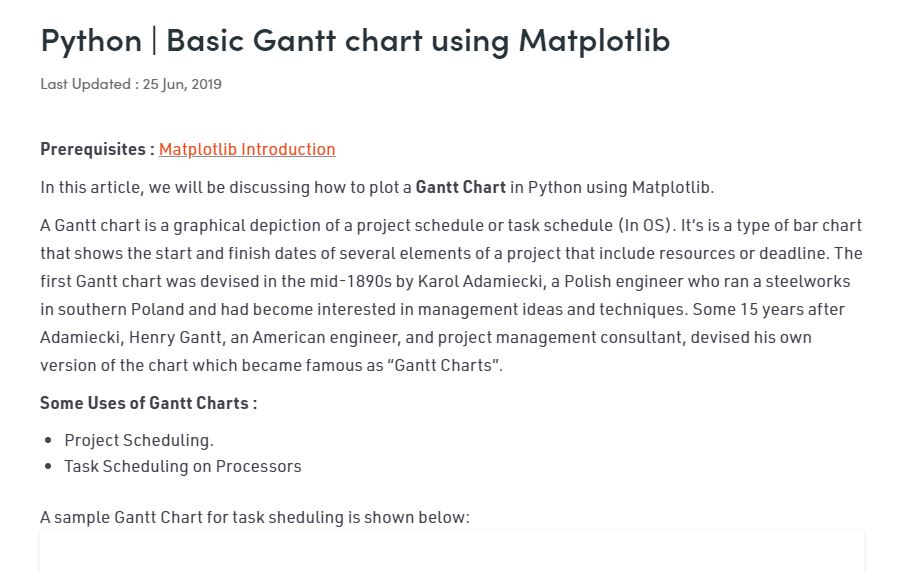 Python | Basic Gantt chart using Matplotlib
Last Updated : 25 Jun, 2019
Prerequisites : Matplotlib Introduction
In this article, we will be discussing how to plot a Gantt Chart in Python using Matplotlib.
A Gantt chart is a graphical depiction of a project schedule or task schedule (In OS). It's is a type of bar chart
that shows the start and finish dates of several elements of a project that include resources or deadline. The
first Gantt chart was devised in the mid-1890s by Karol Adamiecki, a Polish engineer who ran a steelworks
in southern Poland and had become interested in management ideas and techniques. Some 15 years after
Adamiecki, Henry Gantt, an American engineer, and project management consultant, devised his own
version of the chart which became famous as “Gantt Charts”.
Some Uses of Gantt Charts :
• Project Scheduling.
• Task Scheduling on Processors
A sample Gantt Chart for task sheduling is shown below: